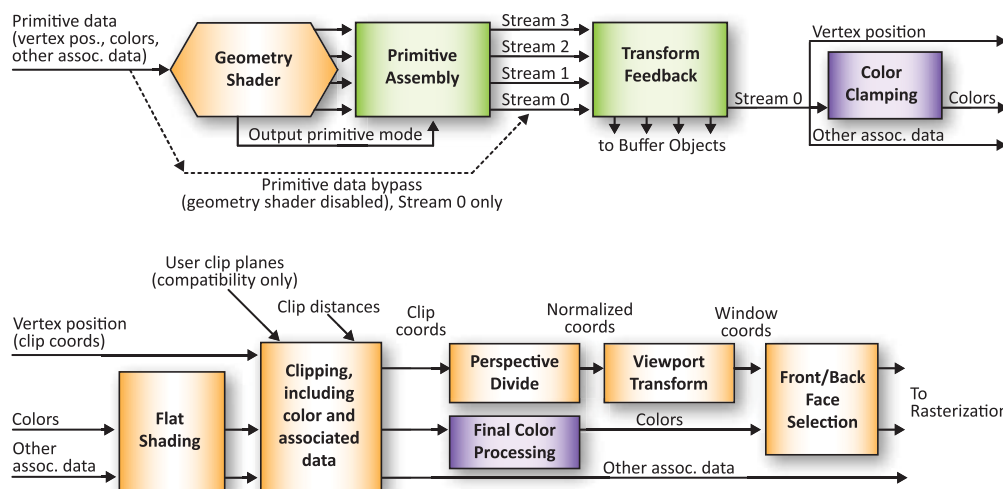 Primitive data
(vertex pos., colors,
other assoc. data)
Geometry
Shader
Primitive
Assembly
Stream 3
Stream 2
Stream 1
Stream 0
Transform
Feedback
Stream 0
Vertex position
Color
Clamping
Colors
Other assoc. data
Output primitive mode
to Buffer Objects
Primitive data bypass
(geometry shader disabled), Stream 0 only
User clip planes
(compatibility only)
Clip distances
Vertex position
(clip coords)
Clip
coords
Normalized
coords
Window
coords
Colors
Other
assoc. data
Flat
Shading
Clipping,
including
color and
associated
data
Perspective
Divide
Viewport
Transform
Final Color
Processing
Colors
Front/Back
Face
Selection
To
Rasterization
Other assoc. data